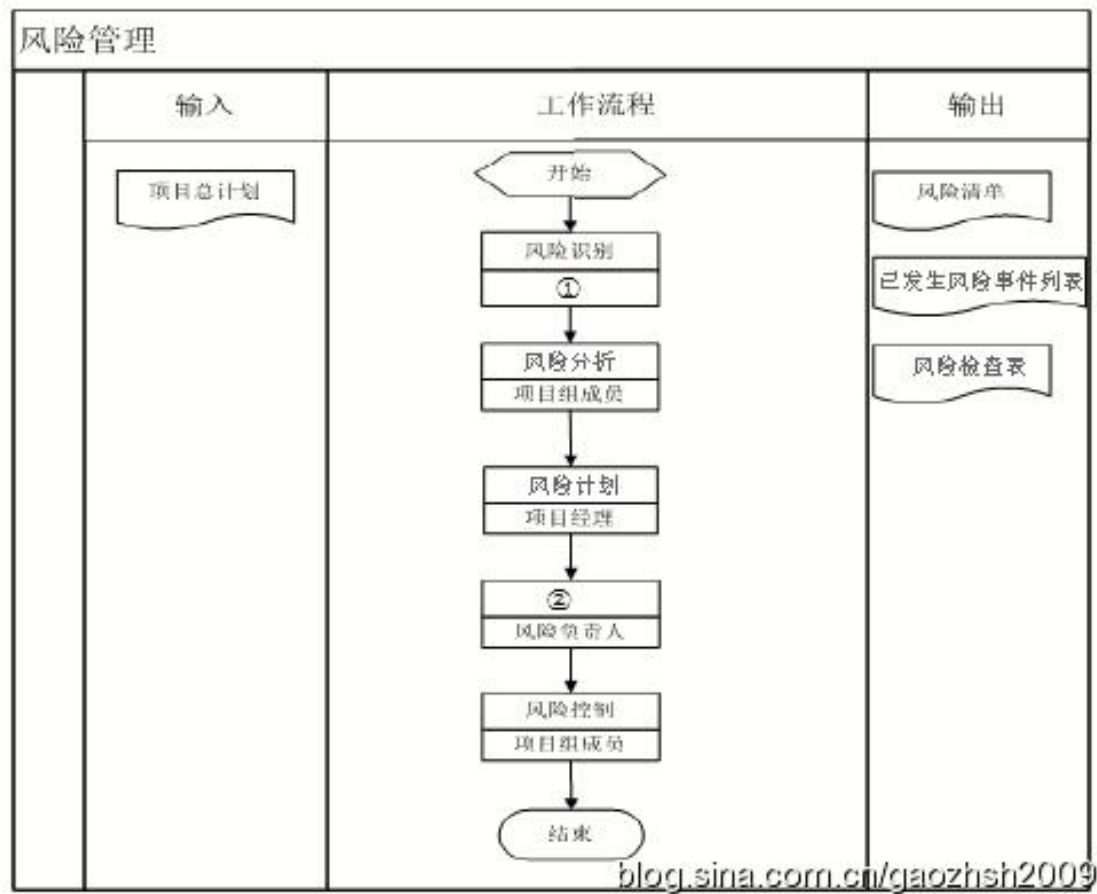 风险管理
输入
工作流程
输出
项目总计划
开始
风险清单
风险识别
①
已发生风险事件列表
风险分析
项目组成员
风险检查表
风险计划
项目经理
②
风险负责人
风险控制
项目组成员
结束
blog.sina.com.cn/gaozhsh2009